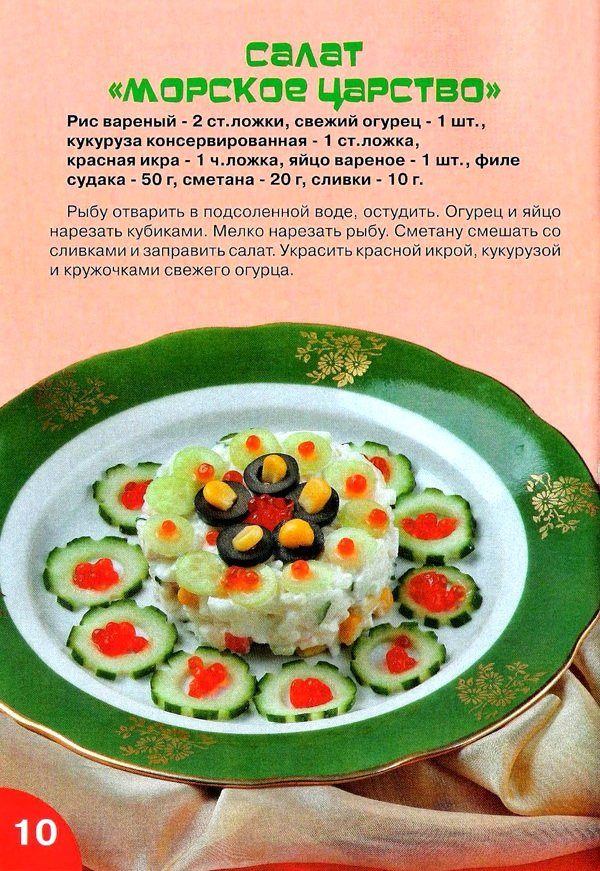 САЛАТ
«МОРСКОЕ ЦАРСТВО»
Рис вареный - 2 ст.ложки, свежий огурец - 1 шт.,
кукуруза консервированная - 1 ст.ложка,
красная икра - 1 ч.ложка, яйцо вареное - 1 шт., филе
судака - 50 г, сметана - 20 г, сливки - 10 г.
Рыбу отварить в подсоленной воде, остудить. Огурец и яйцо
нарезать кубиками. Мелко нарезать рыбу. Сметану смешать со
сливками и заправить салат. Украсить красной икрой, кукурузой
и кружочками свежего огурца.
10